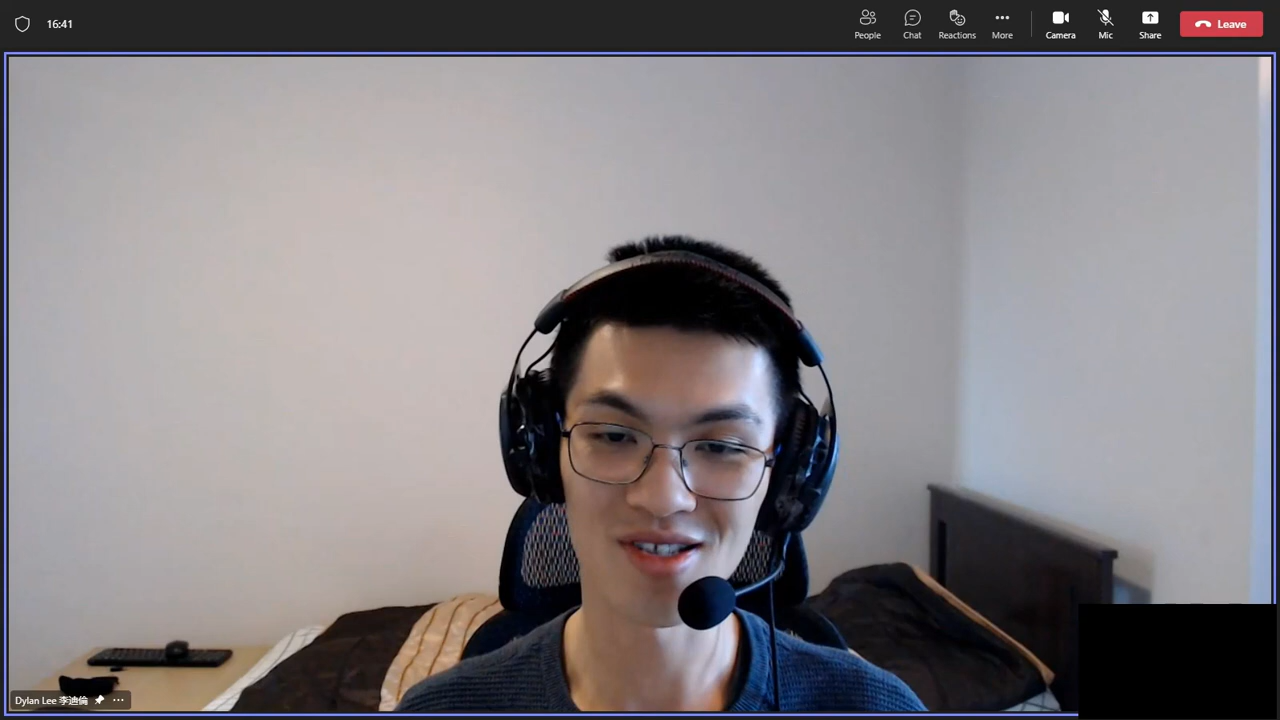 16:41
People
Chat
Reactions
More
Camera
Mic
Share
Leave
Dylan Lee 李迪倫